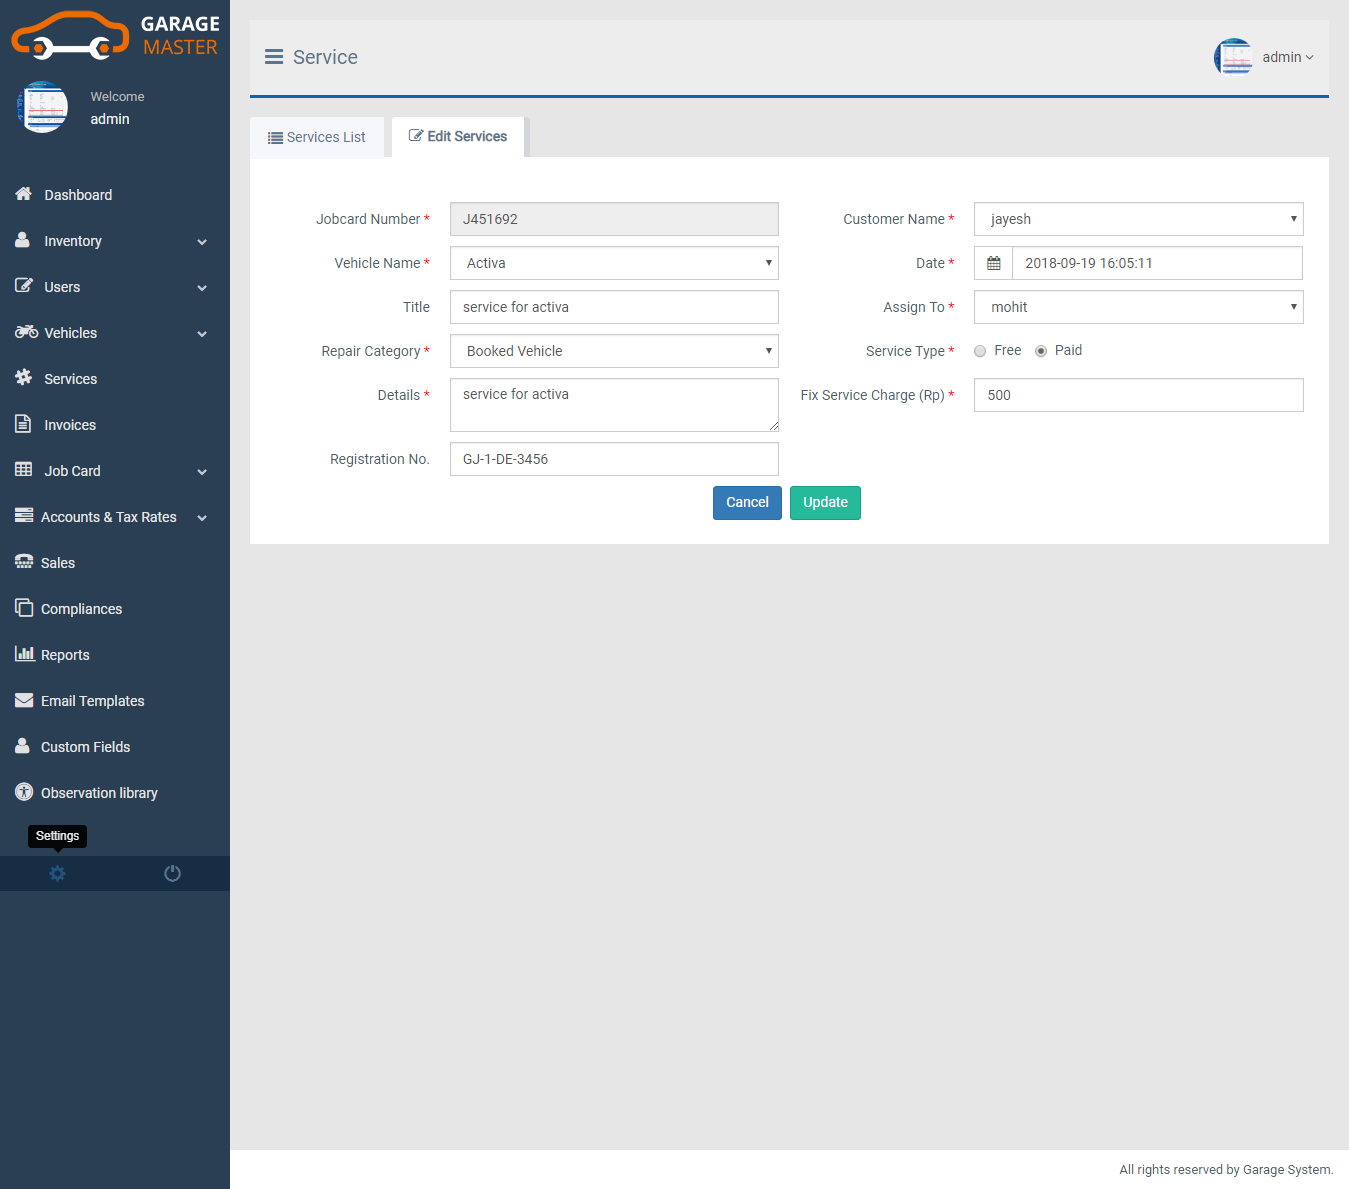 GARAGE
MASTER
Welcome
admin
Dashboard
Inventory
Users
Vehicles
Services
Invoices
Job Card
Accounts & Tax Rates
Sales
Compliances
Reports
Email Templates
Custom Fields
Observation library
Settings
Service
admin
Services List
Edit Services
Jobcard Number * J451692
Customer Name * jayesh
Vehicle Name * Activa
Date * 2018-09-19 16:05:11
Title service for activa
Assign To * mohit
Repair Category * Booked Vehicle
Service Type * Free Paid
Details * service for activa
Fix Service Charge (Rp) * 500
Registration No. GJ-1-DE-3456
Cancel Update
All rights reserved by Garage System.